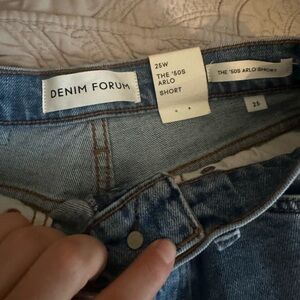 DENIM FORUM
25W
THE '50S
ARLO
SHORT
THE '50S ARLO SHORT
25